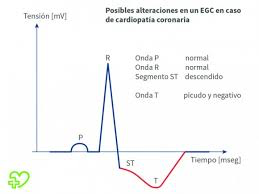 Posibles alteraciones en un EGC en caso
de cardiopatía coronaria
Tensión [mV]
Onda P normal
Onda R normal
Segmento ST descendido
Onda T picudo y negativo
R
P
ST
T
Tiempo [mseg]